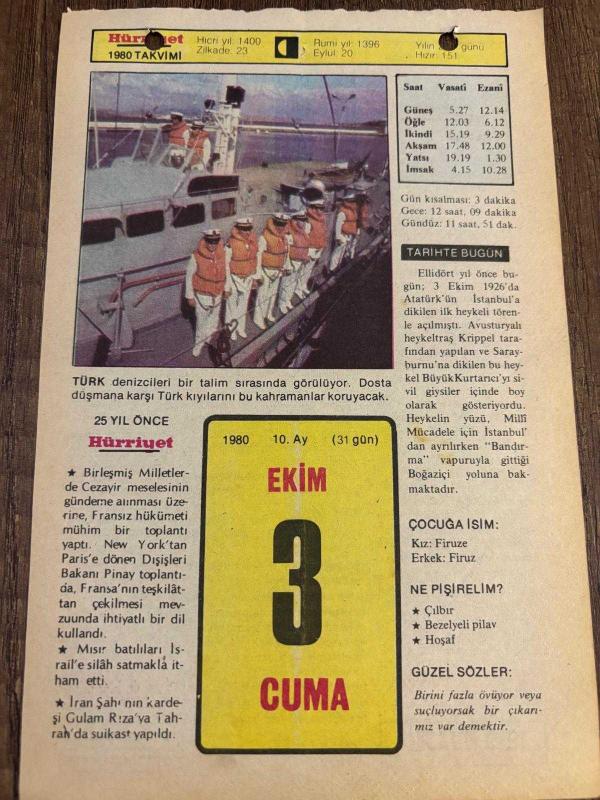 Hürriyet
1980 TAKVİMİ
Hicri yıl: 1400
Zilkade: 23
Rumi yıl: 1396
Eylül: 20
Yılın günü
Hızır: 151
Saat Vasatî Ezanî
Güneş 5.27 12.14
Öğle 12.03 6.12
İkindi 15.19 9.29
Akşam 17.48 12.00
Yatsı 19.19 1.30
İmsak 4.15 10.28
Gün kısalması: 3 dakika
Gece: 12 saat, 09 dakika
Gündüz: 11 saat, 51 dak.
TARİHTE BUGÜN
Ellidört yıl önce bu-
gün; 3 Ekim 1926'da
Atatürk'ün İstanbul'a
dikilen ilk heykeli tören-
le açılmıştı. Avusturyalı
heykeltraş Krippel tara-
fından yapılan ve Saray-
burnu'na dikilen bu hey-
kel Büyük Kurtarıcı'yı si-
vil giysiler içinde boy
olarak gösteriyordu.
Heykelin yüzü, Millî
Mücadele için İstanbul'
dan ayrılırken "Bandır-
ma" vapuruyla gittiği
Boğaziçi yoluna bak-
maktadır.
TÜRK denizcileri bir talim sırasında görülüyor. Dosta
düşmana karşı Türk kıyılarını bu kahramanlar koruyacak.
25 YIL ÖNCE
Hürriyet
★ Birleşmiş Milletler-
de Cezayir meselesinin
gündeme alınması üze-
rine, Fransız hükümeti
mühim bir toplantı
yaptı. New York'tan
Paris'e dönen Dışişleri
Bakanı Pinay toplantı-
da, Fransa'nın teşkilât-
tan çekilmesi mev-
zuunda ihtiyatlı bir dil
kullandı.
★ Mısır batılıları İs-
rail'e silâh satmakla it-
ham etti.
★ İran Şahı'nın karde-
şi Gulam Rıza'ya Tah-
ran'da suikast yapıldı.
1980 10. Ay (31 gün)
EKİM
3
CUMA
ÇOCUĞA İSİM:
Kız: Firuze
Erkek: Firuz
NE PİŞİRELİM?
★ Çılbır
★ Bezelyeli pilav
★ Hoşaf
GÜZEL SÖZLER:
Birini fazla övüyor veya
suçluyorsak bir çıkarı-
mız var demektir.